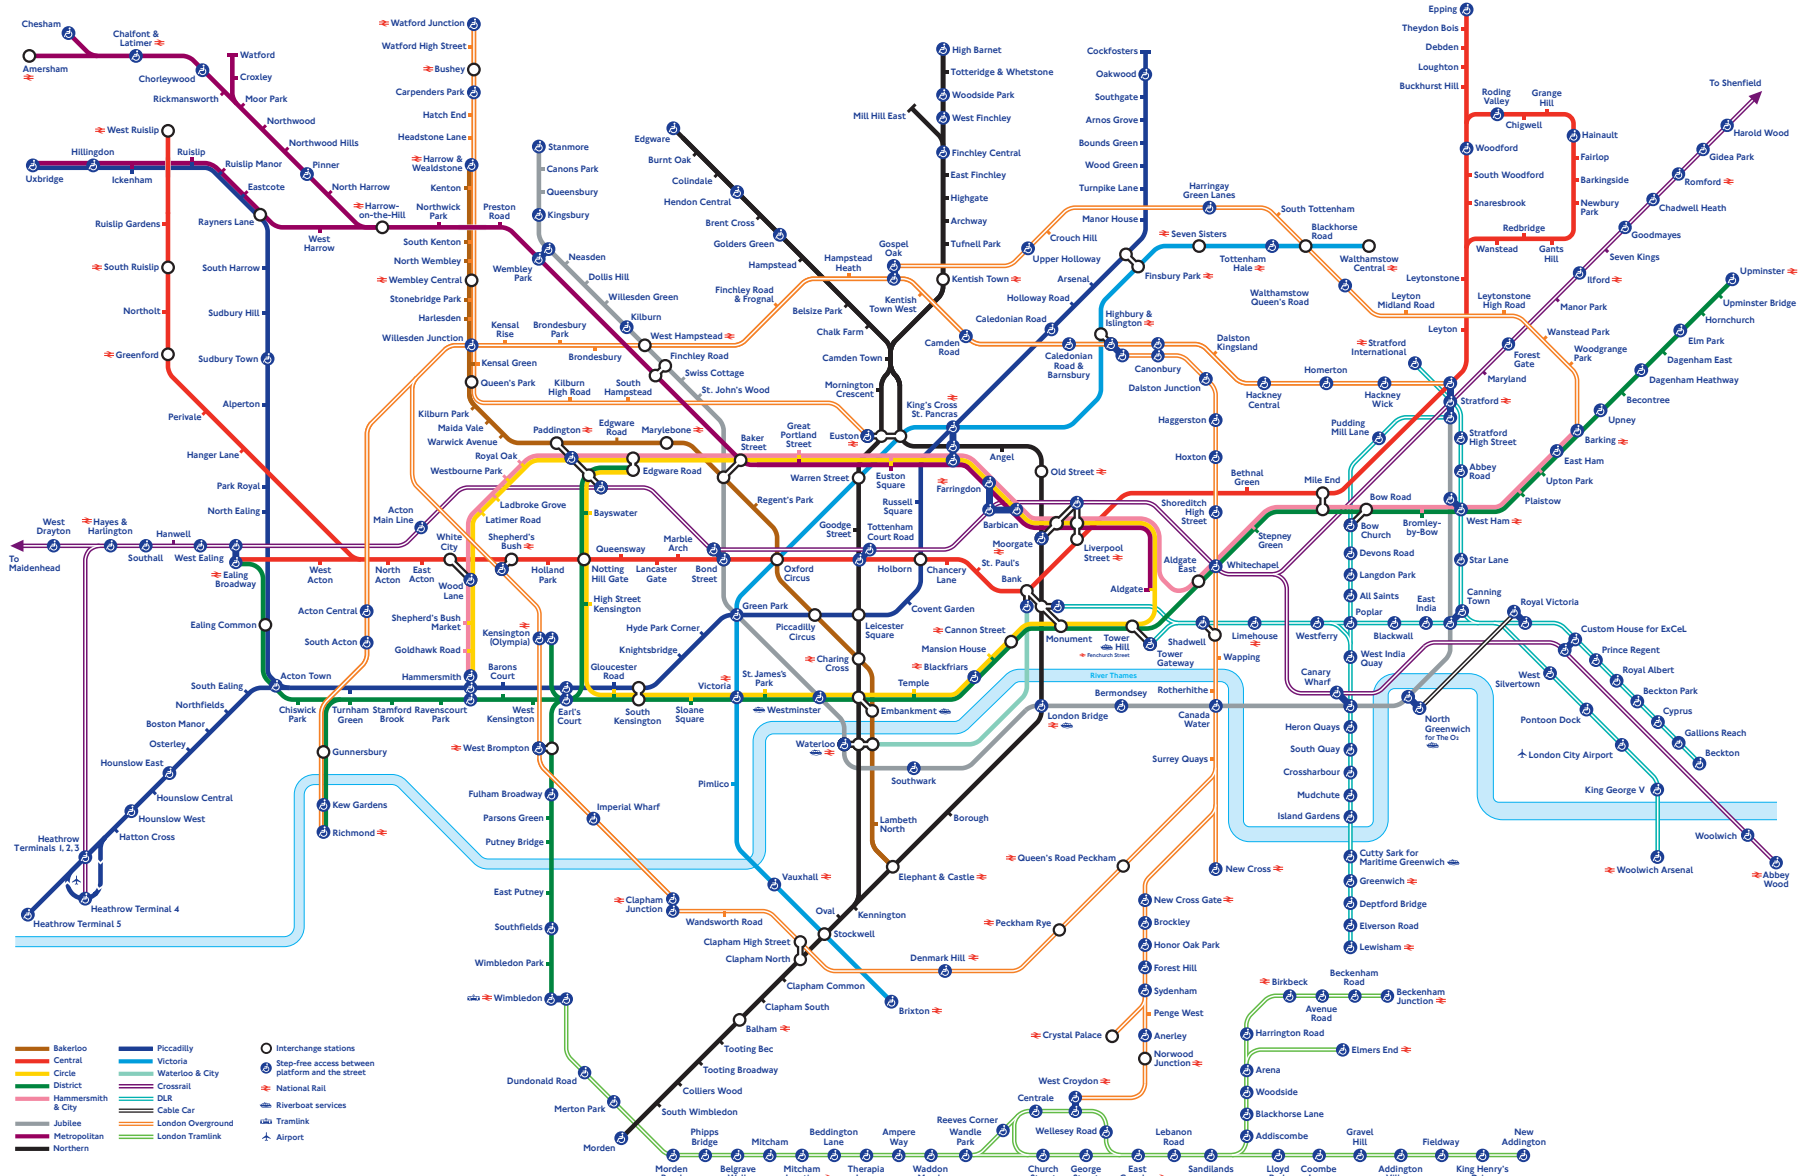 Chesham
Chalfont &
Latimer
Amersham
Chorleywood
Rickmansworth
Watford
Croxley
Moor Park
Northwood
Northwood Hills
Pinner
North Harrow
Harrow-
on-the-Hill
Northwick
Park
Preston
Road
West Ruislip
Hillingdon
Ruislip
Uxbridge
Ickenham
Ruislip Manor
Eastcote
Rayners Lane
West
Harrow
Ruislip Gardens
South Ruislip
Northolt
Greenford
Perivale
Hanger Lane
South Harrow
Sudbury Hill
Sudbury Town
Alperton
Park Royal
North Ealing
Watford Junction
Watford High Street
Bushey
Carpenders Park
Hatch End
Headstone Lane
Harrow &
Wealdstone
Kenton
South Kenton
North Wembley
Wembley Central
Stonebridge Park
Harlesden
Willesden Junction
Kensal Green
Queen's Park
Kilburn Park
Maida Vale
Warwick Avenue
Royal Oak
Westbourne Park
Stanmore
Canons Park
Queensbury
Kingsbury
Wembley
Park
Neasden
Dollis Hill
Willesden Green
Kilburn
West Hampstead
Finchley Road
Swiss Cottage
St. John's Wood
Kensal
Rise
Brondesbury
Park
Brondesbury
Kilburn
High Road
South
Hampstead
Edgware
Burnt Oak
Colindale
Hendon Central
Brent Cross
Golders Green
Hampstead
Finchley Road
& Frognal
Belsize Park
Chalk Farm
Camden Town
Mornington
Crescent
Hampstead
Heath
Gospel
Oak
Kentish
Town West
Mill Hill East
High Barnet
Totteridge & Whetstone
Woodside Park
West Finchley
Finchley Central
East Finchley
Highgate
Archway
Tufnell Park
Kentish Town
Camden
Road
Cockfosters
Oakwood
Southgate
Arnos Grove
Bounds Green
Wood Green
Turnpike Lane
Manor House
Crouch Hill
Upper Holloway
Arsenal
Holloway Road
Caledonian Road
Finsbury Park
Harringay
Green Lanes
Seven Sisters
South Tottenham
Tottenham
Hale
Blackhorse
Road
Walthamstow
Central
Walthamstow
Queen's Road
Leyton
Midland Road
Leytonstone
High Road
Highbury &
Islington
Caledonian
Road &
Barnsbury
Canonbury
Dalston
Kingsland
Dalston Junction
Hackney
Central
Homerton
Hackney
Wick
Haggerston
Hoxton
Shoreditch
High Street
Epping
Theydon Bois
Debden
Loughton
Buckhurst Hill
Roding
Valley
Grange
Hill
Chigwell
Hainault
Woodford
Fairlop
Barkingside
Newbury
Park
South Woodford
Snaresbrook
Redbridge
Wanstead
Gants
Hill
Leytonstone
Leyton
To Shenfield
Harold Wood
Gidea Park
Romford
Chadwell Heath
Goodmayes
Seven Kings
Ilford
Manor Park
Wanstead Park
Woodgrange
Park
Forest
Gate
Maryland
Stratford
International
Stratford
Stratford
High Street
Abbey
Road
West Ham
Star Lane
Pudding
Mill Lane
Upminster
Upminster Bridge
Hornchurch
Elm Park
Dagenham East
Dagenham Heathway
Becontree
Upney
Barking
East Ham
Upton Park
Plaistow
Bethnal
Green
Mile End
Bow Road
Bow
Church
Bromley-
by-Bow
Stepney
Green
Devons Road
Langdon Park
All Saints
Poplar
East
India
Canning
Town
Royal Victoria
Blackwall
Westferry
Limehouse
Shadwell
Custom House for ExCeL
Prince Regent
Royal Albert
Beckton Park
Cyprus
Gallions Reach
Beckton
West
Silvertown
Pontoon Dock
London City Airport
King George V
Woolwich Arsenal
Woolwich
Abbey
Wood
Paddington
Edgware
Road
Marylebone
Edgware Road
Baker
Street
Great
Portland
Street
Euston
King's Cross
St. Pancras
Angel
Old Street
Warren Street
Euston
Square
Russell
Square
Farringdon
Barbican
Moorgate
Liverpool
Street
Regent's Park
Goodge
Street
Tottenham
Court Road
Ladbroke Grove
Latimer Road
Bayswater
Acton
Main Line
White
City
Shepherd's
Bush
Wood
Lane
Holland
Park
Queensway
Notting
Hill Gate
Lancaster
Gate
Marble
Arch
Bond
Street
Oxford
Circus
Holborn
Chancery
Lane
St. Paul's
Bank
Aldgate
East
Aldgate
Whitechapel
West
Drayton
Hayes &
Harlington
Hanwell
To
Maidenhead
Southall
West Ealing
Ealing
Broadway
West
Acton
North
Acton
East
Acton
Acton Central
South Acton
Ealing Common
Shepherd's Bush
Market
Goldhawk Road
Hammersmith
High Street
Kensington
Kensington
(Olympia)
Barons
Court
Gloucester
Road
Hyde Park Corner
Knightsbridge
Green Park
Piccadilly
Circus
Leicester
Square
Covent Garden
Charing
Cross
Cannon Street
Mansion House
Blackfriars
Temple
Monument
Tower
Hill
Fenchurch Street
Tower
Gateway
Wapping
Rotherhithe
Canada
Water
Surrey Quays
River Thames
Bermondsey
London Bridge
West India
Quay
Canary
Wharf
Heron Quays
South Quay
Crossharbour
Mudchute
Island Gardens
Cutty Sark for
Maritime Greenwich
Greenwich
Deptford Bridge
Elverson Road
Lewisham
North
Greenwich
for The O2
Acton Town
South Ealing
Northfields
Boston Manor
Osterley
Hounslow East
Hounslow Central
Hounslow West
Hatton Cross
Heathrow
Terminals 1, 2, 3
Heathrow Terminal 4
Heathrow Terminal 5
Chiswick
Park
Turnham
Green
Stamford
Brook
Ravenscourt
Park
West
Kensington
Earl's
Court
South
Kensington
Sloane
Square
Victoria
St. James's
Park
Westminster
Embankment
Waterloo
Southwark
Gunnersbury
Kew Gardens
Richmond
West Brompton
Fulham Broadway
Parsons Green
Putney Bridge
East Putney
Southfields
Wimbledon Park
Wimbledon
Imperial Wharf
Clapham
Junction
Wandsworth Road
Pimlico
Vauxhall
Lambeth
North
Borough
Elephant & Castle
Kennington
Oval
Stockwell
Clapham High Street
Clapham North
Clapham Common
Clapham South
Balham
Tooting Bec
Tooting Broadway
Colliers Wood
South Wimbledon
Morden
Brixton
Denmark Hill
Peckham Rye
Queen's Road Peckham
New Cross
New Cross Gate
Brockley
Honor Oak Park
Forest Hill
Sydenham
Penge West
Crystal Palace
Anerley
Norwood
Junction
West Croydon
Dundonald Road
Merton Park
Morden
Phipps
Bridge
Belgrave
Mitcham
Mitcham
Beddington
Lane
Therapia
Ampere
Way
Waddon
Wandle
Park
Reeves Corner
Centrale
Church
Wellesey Road
George
East
Lebanon
Road
Sandilands
Lloyd
Coombe
Gravel
Hill
Addington
Fieldway
King Henry's
New
Addington
Birkbeck
Avenue
Road
Beckenham
Road
Beckenham
Junction
Harrington Road
Elmers End
Arena
Woodside
Blackhorse Lane
Addiscombe
Bakerloo
Central
Circle
District
Hammersmith
& City
Jubilee
Metropolitan
Northern
Piccadilly
Victoria
Waterloo & City
Crossrail
DLR
Cable Car
London Overground
London Tramlink
Interchange stations
Step-free access between
platform and the street
National Rail
Riverboat services
Tramlink
Airport